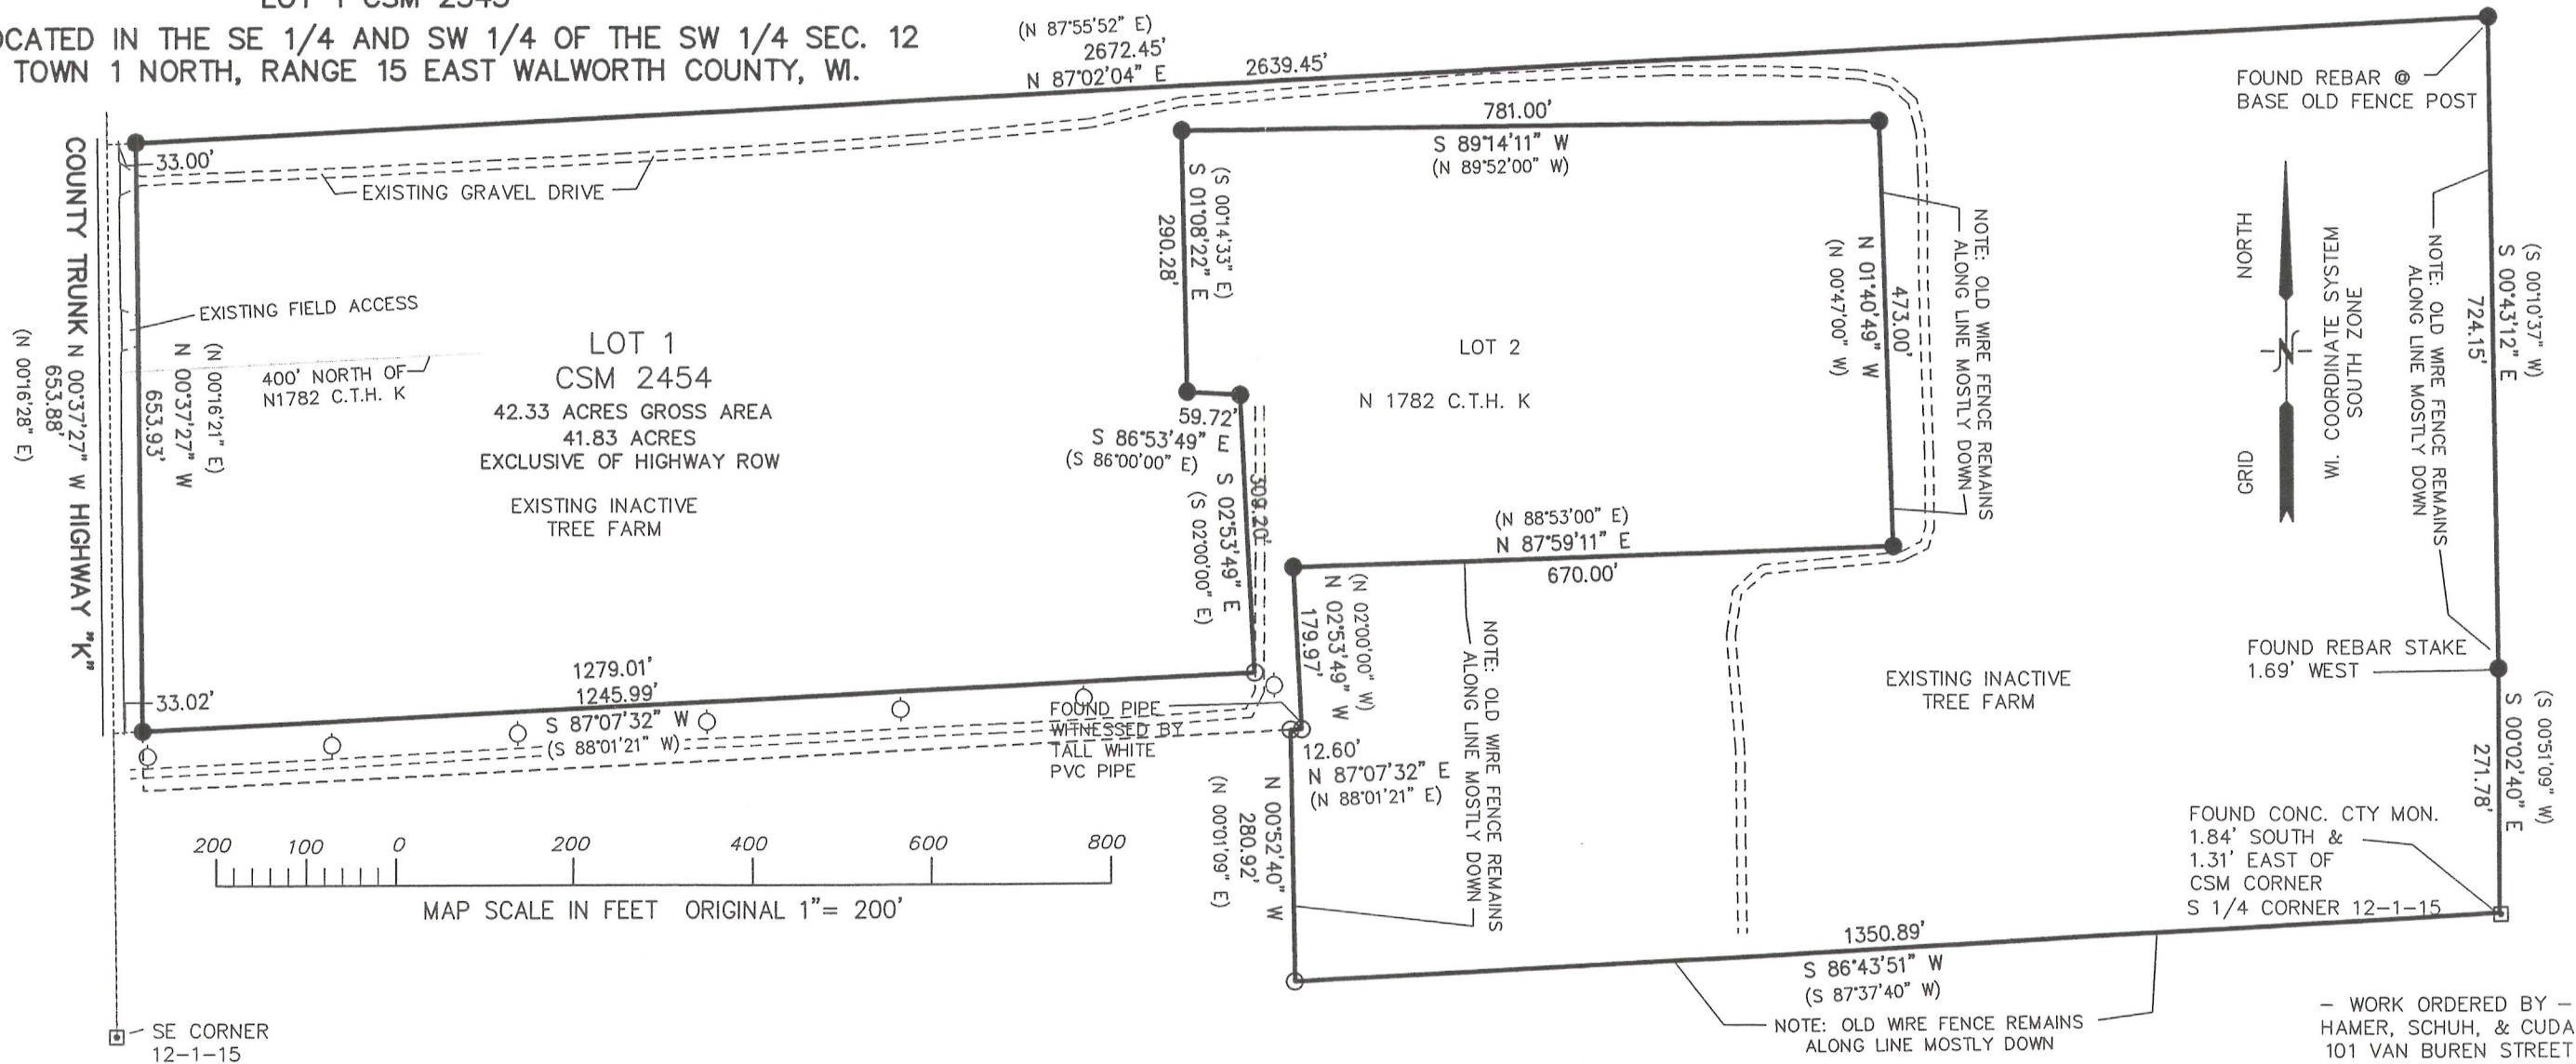 LOT 1 CSM 2545
OCATED IN THE SE 1/4 AND SW 1/4 OF THE SW 1/4 SEC. 12
TOWN 1 NORTH, RANGE 15 EAST WALWORTH COUNTY, WI.
(N 87°55'52" E)
2672.45'
N 87°02'04" E
2639.45'
FOUND REBAR @
BASE OLD FENCE POST
33.00'
EXISTING GRAVEL DRIVE
781.00'
S 89°14'11" W
(N 89°52'00" W)
COUNTY TRUNK N 00°37'27" W HIGHWAY "K"
653.88'
(N 00°16'28" E)
EXISTING FIELD ACCESS
(N 00°16'21" E)
N 00°37'27" W
653.93'
400' NORTH OF
N1782 C.T.H. K
LOT 1
CSM 2454
42.33 ACRES GROSS AREA
41.83 ACRES
EXCLUSIVE OF HIGHWAY ROW
EXISTING INACTIVE
TREE FARM
(S 00°14'33" E)
S 01°08'22" E
290.28'
LOT 2
N 1782 C.T.H. K
59.72'
S 86°53'49" E
(S 86°00'00" E)
309.20'
S 02°53'49" E
(S 02°00'00" E)
473.00'
N 01°40'49" W
(N 00°47'00" W)
NOTE: OLD WIRE FENCE REMAINS
ALONG LINE MOSTLY DOWN
NORTH
GRID
N
SOUTH ZONE
WI. COORDINATE SYSTEM
NOTE: OLD WIRE FENCE REMAINS
ALONG LINE MOSTLY DOWN
(S 00°10'37" W)
S 00°43'12" E
724.15'
(N 88°53'00" E)
N 87°59'11" E
670.00'
(N 02°00'00" W)
N 02°53'49" W
179.97'
NOTE: OLD WIRE FENCE REMAINS
ALONG LINE MOSTLY DOWN
EXISTING INACTIVE
TREE FARM
FOUND REBAR STAKE
1.69' WEST
(S 00°51'09" W)
S 00°02'40" E
271.78'
33.02'
1279.01'
1245.99'
S 87°07'32" W
(S 88°01'21" W)
FOUND PIPE
WITNESSED BY
TALL WHITE
PVC PIPE
12.60'
N 87°07'32" E
(N 88°01'21" E)
N 00°52'40" W
280.92'
(N 00°01'09" E)
FOUND CONC. CTY MON.
1.84' SOUTH &
1.31' EAST OF
CSM CORNER
S 1/4 CORNER 12-1-15
200 100 0 200 400 600 800
MAP SCALE IN FEET ORIGINAL 1"= 200'
1350.89'
S 86°43'51" W
(S 87°37'40" W)
NOTE: OLD WIRE FENCE REMAINS
ALONG LINE MOSTLY DOWN
SE CORNER
12-1-15
- WORK ORDERED BY -
HAMER, SCHUH, & CUDA
101 VAN BUREN STREET